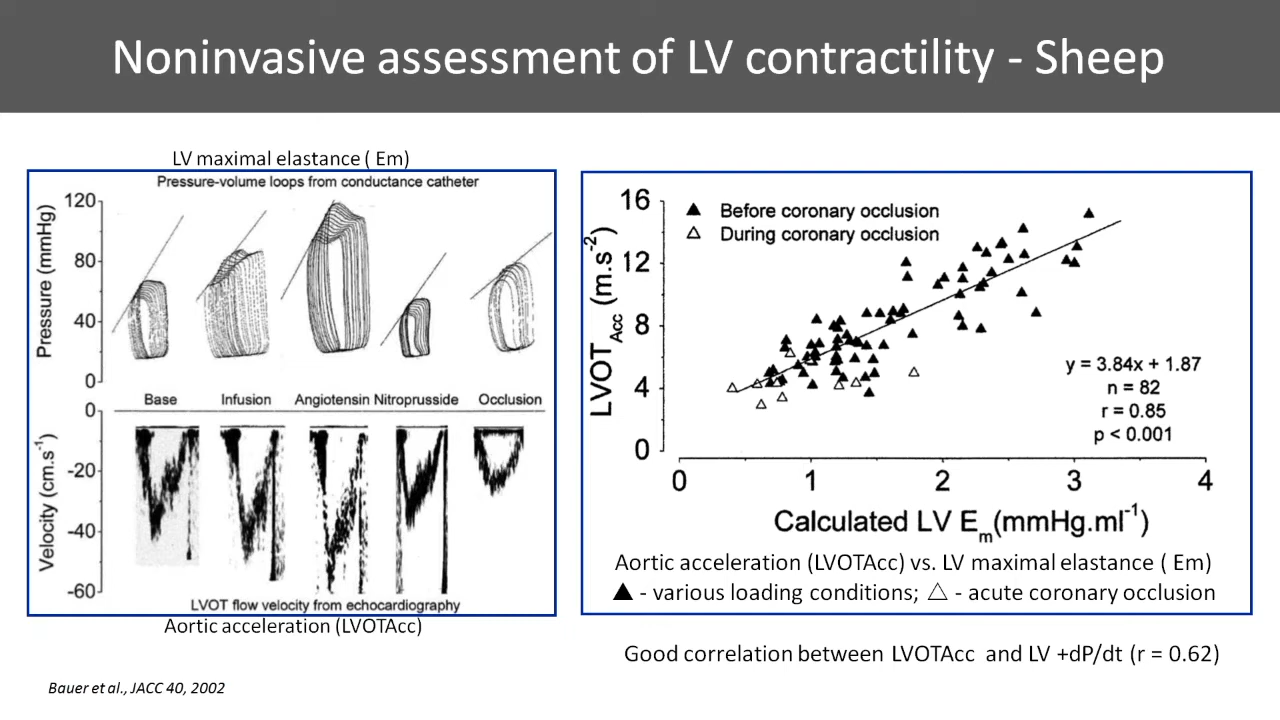 Noninvasive assessment of LV contractility - Sheep
LV maximal elastance ( Em)
Pressure-volume loops from conductance catheter
Pressure (mmHg)
120
80
40
0
Base Infusion Angiotensin Nitroprusside Occlusion
Velocity (cm.s⁻¹)
0
-20
-40
-60
LVOT flow velocity from echocardiography
Aortic acceleration (LVOTAcc)
LVOT_Acc (m.s⁻²)
16
12
8
4
0
▲ Before coronary occlusion
△ During coronary occlusion
y = 3.84x + 1.87
n = 82
r = 0.85
p < 0.001
0 1 2 3 4
Calculated LV E_m(mmHg.ml⁻¹)
Aortic acceleration (LVOTAcc) vs. LV maximal elastance ( Em)
▲ - various loading conditions; △ - acute coronary occlusion
Good correlation between LVOTAcc and LV +dP/dt (r = 0.62)
Bauer et al., JACC 40, 2002